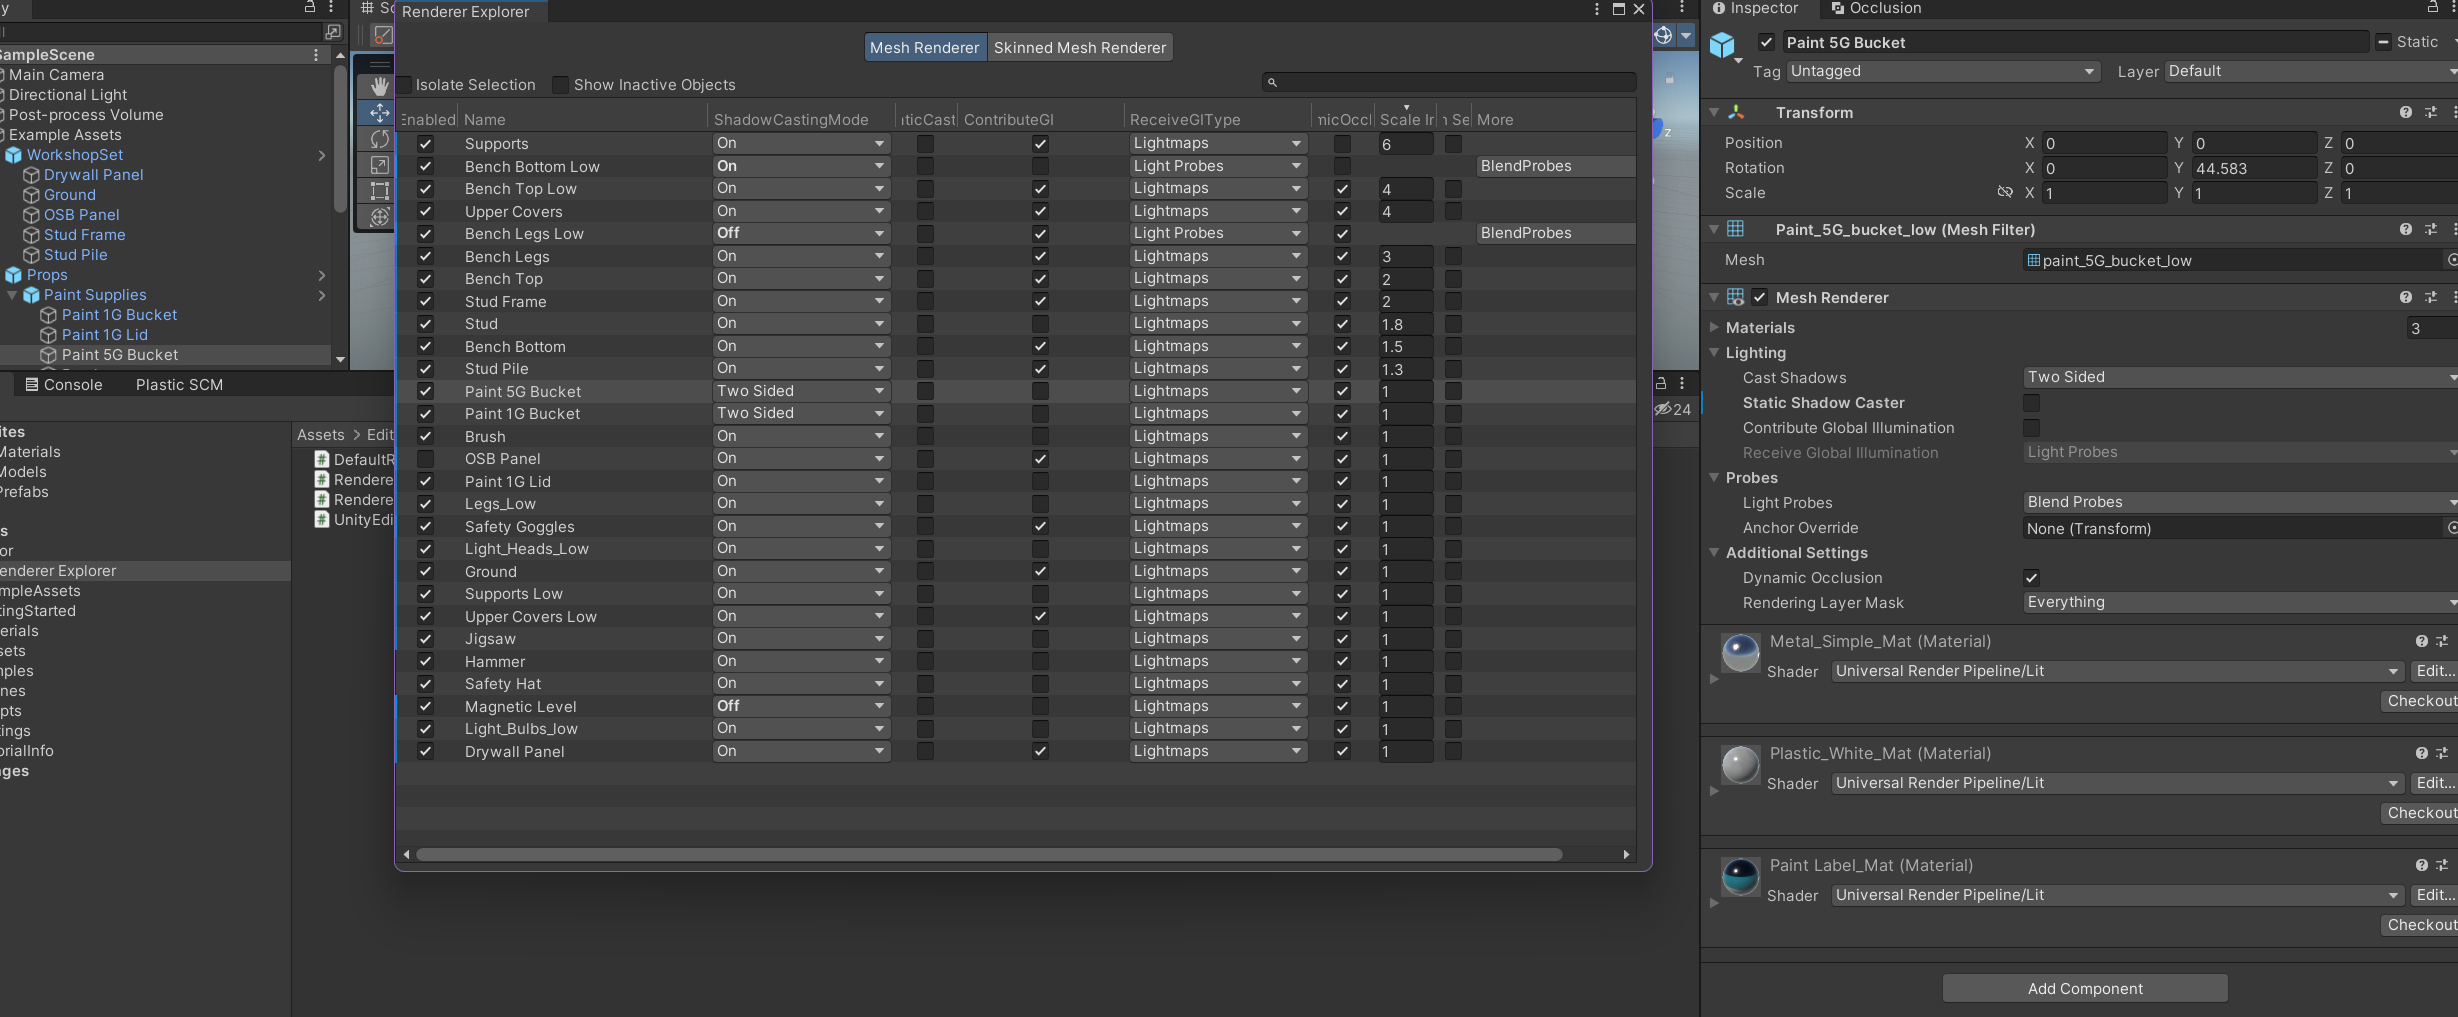 Renderer Explorer
Mesh Renderer
Skinned Mesh Renderer
Isolate Selection
Show Inactive Objects
Enabled Name ShadowCastingMode ticCast ContributeGI ReceiveGIType micOccl Scale Ir n Se More
Supports On Lightmaps 6
Bench Bottom Low On Light Probes BlendProbes
Bench Top Low On Lightmaps 4
Upper Covers On Lightmaps 4
Bench Legs Low Off Light Probes BlendProbes
Bench Legs On Lightmaps 3
Bench Top On Lightmaps 2
Stud Frame On Lightmaps 2
Stud On Lightmaps 1.8
Bench Bottom On Lightmaps 1.5
Stud Pile On Lightmaps 1.3
Paint 5G Bucket Two Sided Lightmaps 1
Paint 1G Bucket Two Sided Lightmaps 1
Brush On Lightmaps 1
OSB Panel On Lightmaps 1
Paint 1G Lid On Lightmaps 1
Legs_Low On Lightmaps 1
Safety Goggles On Lightmaps 1
Light_Heads_Low On Lightmaps 1
Ground On Lightmaps 1
Supports Low On Lightmaps 1
Upper Covers Low On Lightmaps 1
Jigsaw On Lightmaps 1
Hammer On Lightmaps 1
Safety Hat On Lightmaps 1
Magnetic Level Off Lightmaps 1
Light_Bulbs_low On Lightmaps 1
Drywall Panel On Lightmaps 1
y
SampleScene
Main Camera
Directional Light
Post-process Volume
Example Assets
WorkshopSet
Drywall Panel
Ground
OSB Panel
Stud Frame
Stud Pile
Props
Paint Supplies
Paint 1G Bucket
Paint 1G Lid
Paint 5G Bucket
# Sc
Z
Console
Plastic SCM
24
ites
Materials
Models
Prefabs
s
or
enderer Explorer
mpleAssets
tingStarted
erials
sets
mples
nes
pts
tings
orialInfo
ages
Assets > Edit
DefaultR
Rendere
Rendere
UnityEdi
Inspector
Occlusion
Paint 5G Bucket Static
Tag Untagged Layer Default
Transform
Position X 0 Y 0 Z 0
Rotation X 0 Y 44.583 Z 0
Scale X 1 Y 1 Z 1
Paint_5G_bucket_low (Mesh Filter)
Mesh paint_5G_bucket_low
Mesh Renderer
Materials 3
Lighting
Cast Shadows Two Sided
Static Shadow Caster
Contribute Global Illumination
Receive Global Illumination Light Probes
Probes
Light Probes Blend Probes
Anchor Override None (Transform)
Additional Settings
Dynamic Occlusion
Rendering Layer Mask Everything
Metal_Simple_Mat (Material)
Shader Universal Render Pipeline/Lit Edit...
Checkout
Plastic_White_Mat (Material)
Shader Universal Render Pipeline/Lit Edit...
Checkout
Paint Label_Mat (Material)
Shader Universal Render Pipeline/Lit Edit...
Checkout
Add Component